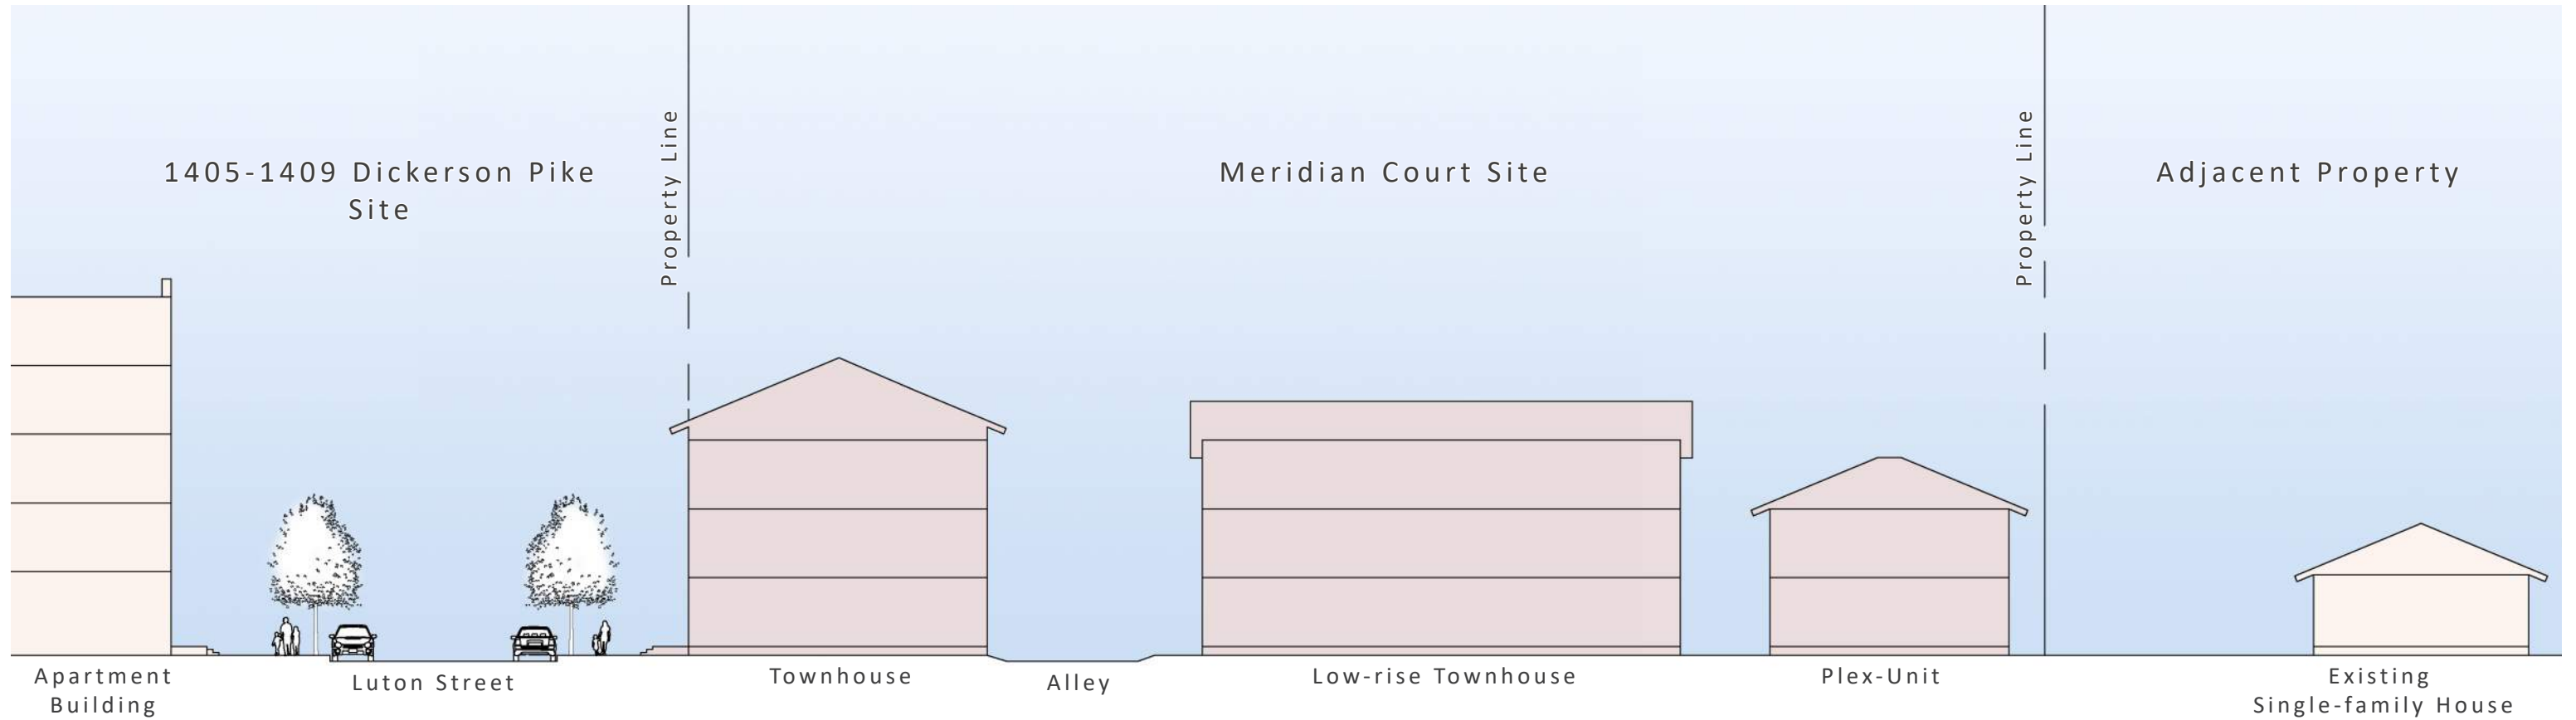 1405-1409 Dickerson Pike
Site
Property Line
Meridian Court Site
Property Line
Adjacent Property
Apartment
Building
Luton Street
Townhouse
Alley
Low-rise Townhouse
Plex-Unit
Existing
Single-family House